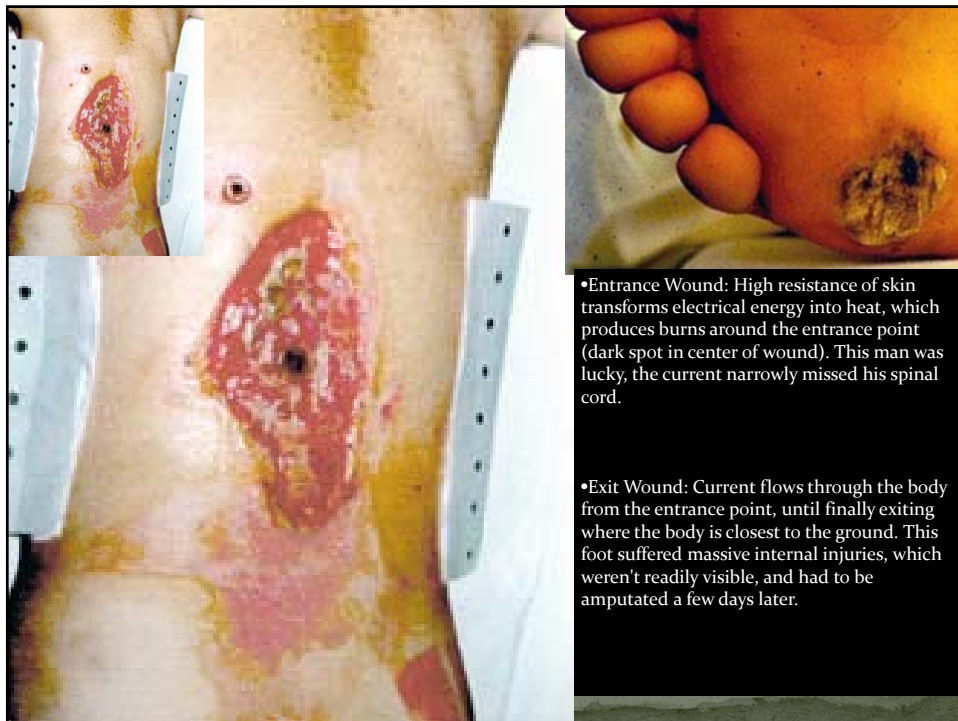 •Entrance Wound: High resistance of skin
transforms electrical energy into heat, which
produces burns around the entrance point
(dark spot in center of wound). This man was
lucky, the current narrowly missed his spinal
cord.
•Exit Wound: Current flows through the body
from the entrance point, until finally exiting
where the body is closest to the ground. This
foot suffered massive internal injuries, which
weren't readily visible, and had to be
amputated a few days later.